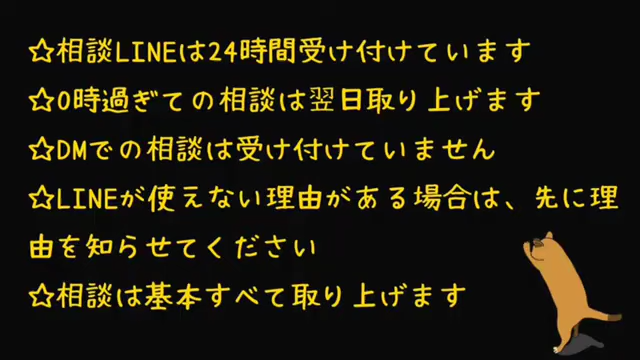 ☆相談LINEは24時間受け付けています
☆0時過ぎての相談は翌日取り上げます
☆DMでの相談は受け付けていません
☆LINEが使えない理由がある場合は、先に理
由を知らせてください
☆相談は基本すべて取り上げます